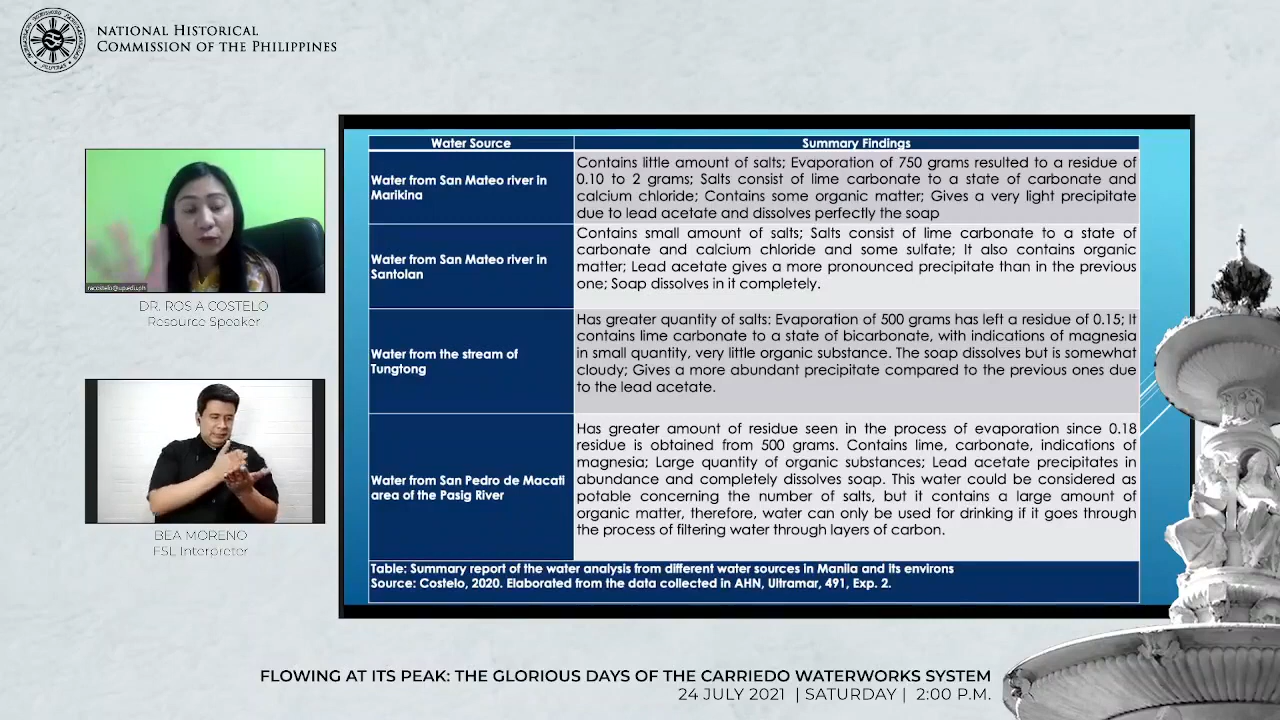 NATIONAL HISTORICAL
COMMISSION OF THE PHILIPPINES
racostelo@up.edu.ph
DR. ROS A COSTELO
Resource Speaker
BEA MORENO
FSL Interpreter
Water Source
Summary Findings
Water from San Mateo river in
Marikina
Contains little amount of salts; Evaporation of 750 grams resulted to a residue of
0.10 to 2 grams; Salts consist of lime carbonate to a state of carbonate and
calcium chloride; Contains some organic matter; Gives a very light precipitate
due to lead acetate and dissolves perfectly the soap
Water from San Mateo river in
Santolan
Contains small amount of salts; Salts consist of lime carbonate to a state of
carbonate and calcium chloride and some sulfate; It also contains organic
matter; Lead acetate gives a more pronounced precipitate than in the previous
one; Soap dissolves in it completely.
Water from the stream of
Tungtong
Has greater quantity of salts: Evaporation of 500 grams has left a residue of 0.15; It
contains lime carbonate to a state of bicarbonate, with indications of magnesia
in small quantity, very little organic substance. The soap dissolves but is somewhat
cloudy; Gives a more abundant precipitate compared to the previous ones due
to the lead acetate.
Water from San Pedro de Macati
area of the Pasig River
Has greater amount of residue seen in the process of evaporation since 0.18
residue is obtained from 500 grams. Contains lime, carbonate, indications of
magnesia; Large quantity of organic substances; Lead acetate precipitates in
abundance and completely dissolves soap. This water could be considered as
potable concerning the number of salts, but it contains a large amount of
organic matter, therefore, water can only be used for drinking if it goes through
the process of filtering water through layers of carbon.
Table: Summary report of the water analysis from different water sources in Manila and its environs
Source: Costelo, 2020. Elaborated from the data collected in AHN, Ultramar, 491, Exp. 2.
FLOWING AT ITS PEAK: THE GLORIOUS DAYS OF THE CARRIEDO WATERWORKS SYSTEM
24 JULY 2021 | SATURDAY | 2:00 P.M.